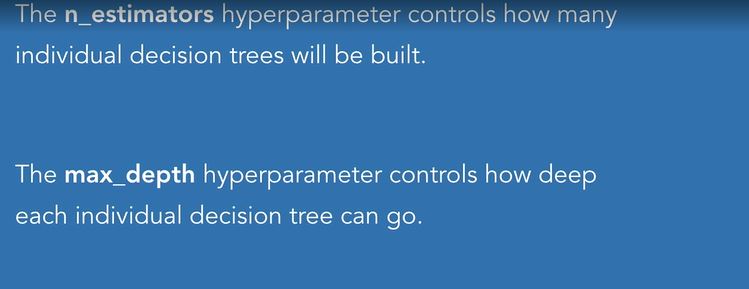 The n_estimators hyperparameter controls how many
individual decision trees will be built.
The max_depth hyperparameter controls how deep
each individual decision tree can go.